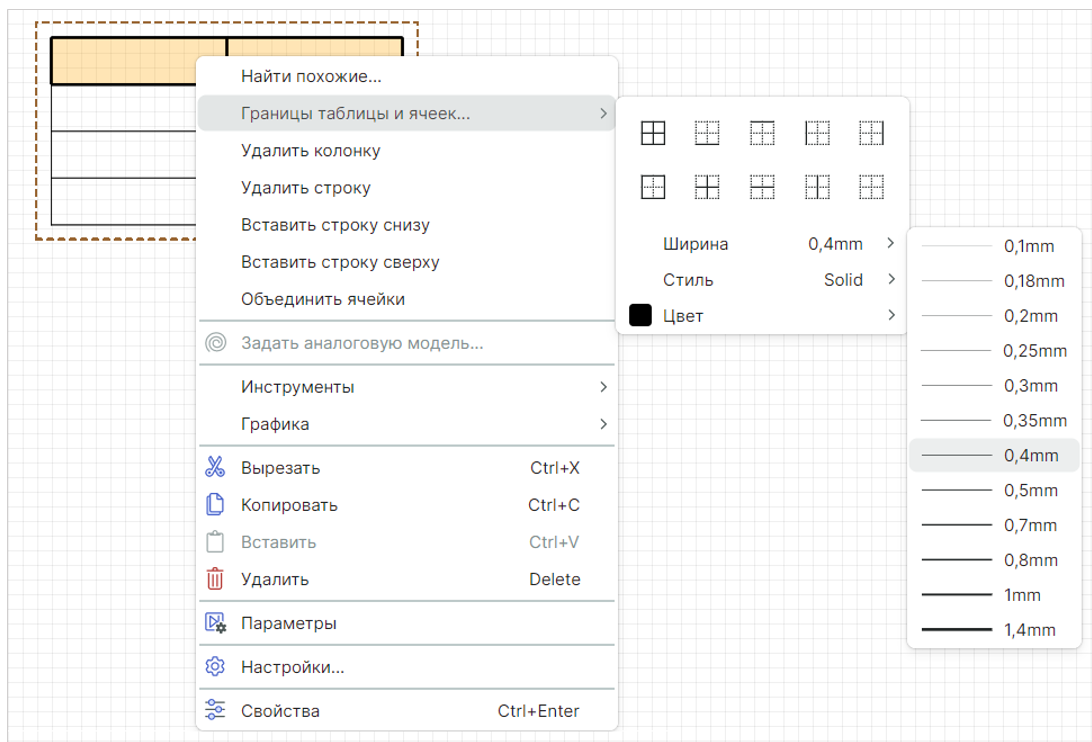 Найти похожие...
Границы таблицы и ячеек...
Удалить колонку
Удалить строку
Вставить строку снизу
Вставить строку сверху
Объединить ячейки
Задать аналоговую модель...
Инструменты
Графика
Вырезать Ctrl+X
Копировать Ctrl+C
Вставить Ctrl+V
Удалить Delete
Параметры
Настройки...
Свойства Ctrl+Enter
Ширина 0,4mm
Стиль Solid
Цвет
0,1mm
0,18mm
0,2mm
0,25mm
0,3mm
0,35mm
0,4mm
0,5mm
0,7mm
0,8mm
1mm
1,4mm